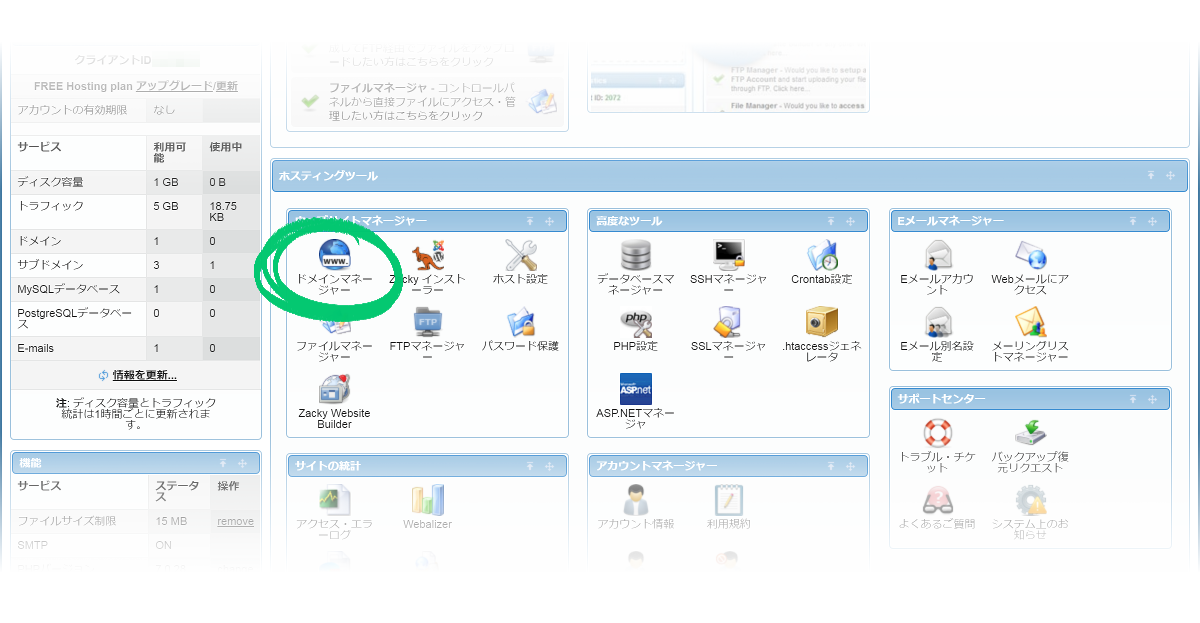 クライアントID
FREE Hosting plan アップグレード/更新
アカウントの有効期限 なし
サービス 利用可能 使用中
ディスク容量 1 GB 0 B
トラフィック 5 GB 18.75 KB
ドメイン 1 0
サブドメイン 3 1
MySQLデータベース 1 0
PostgreSQLデータベース 0 0
E-mails 1 0
情報を更新...
注: ディスク容量とトラフィック
統計は1時間ごとに更新されま
す。
機能
サービス ステータス 操作
ファイルサイズ制限 15 MB remove
SMTP ON
ードしたい方はこちらをクリック
ファイルマネージャ - コントロールパ
ネルから直接ファイルにアクセス・管
理したい方はこちらをクリック
ID: 2072
FTP Manager - Would you like to setup a
FTP Account and start uploading your file
through FTP. Click here...
File Manager - Would you like to access
ホスティングツール
ウェブサイトマネージャー
ドメインマネー
ジャー
Zacky インスト
ーラー
ホスト設定
ファイルマネー
ジャー
FTP
FTPマネージャ
ー
パスワード保護
Zacky Website
Builder
高度なツール
データベースマ
ネージャー
SSHマネージャ
ー
Crontab設定
php
PHP設定
SSLマネージャ
ー
.htaccessジェネ
レータ
Microsoft
ASP.net
ASP.NETマネー
ジャ
Eメールマネージャー
Eメールアカウ
ント
Webメールにア
クセス
Eメール別名設
定
メーリングリス
トマネージャー
サポートセンター
トラブル・チケ
ット
バックアップ復
元リクエスト
よくあるご質問
システム上のお
知らせ
サイトの統計
アクセス・エラ
ーログ
Webalizer
アカウントマネージャー
アカウント情報
利用規約
www.